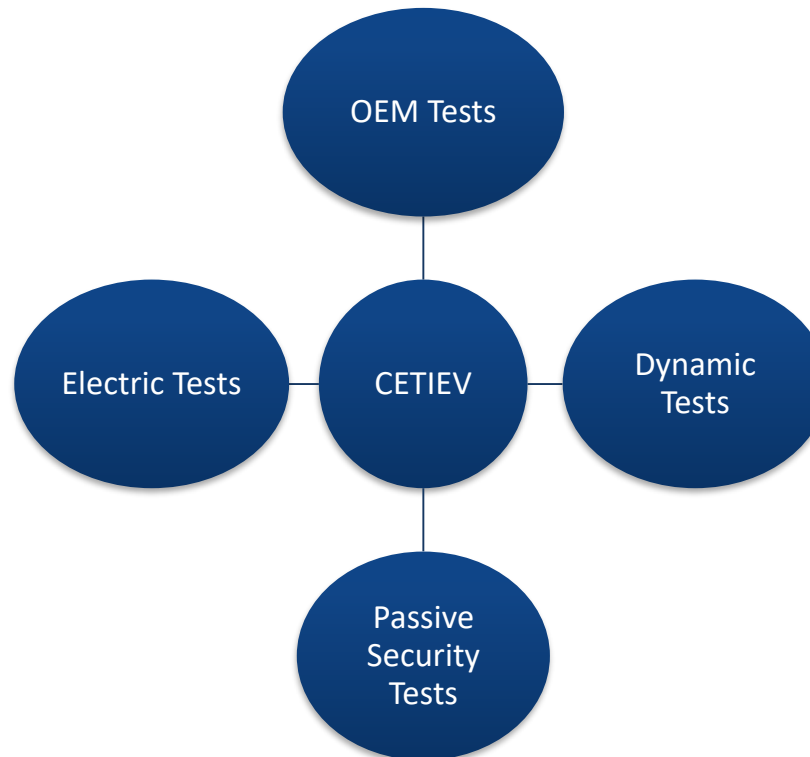 OEM Tests
Electric Tests
CETIEV
Dynamic
Tests
Passive
Security
Tests